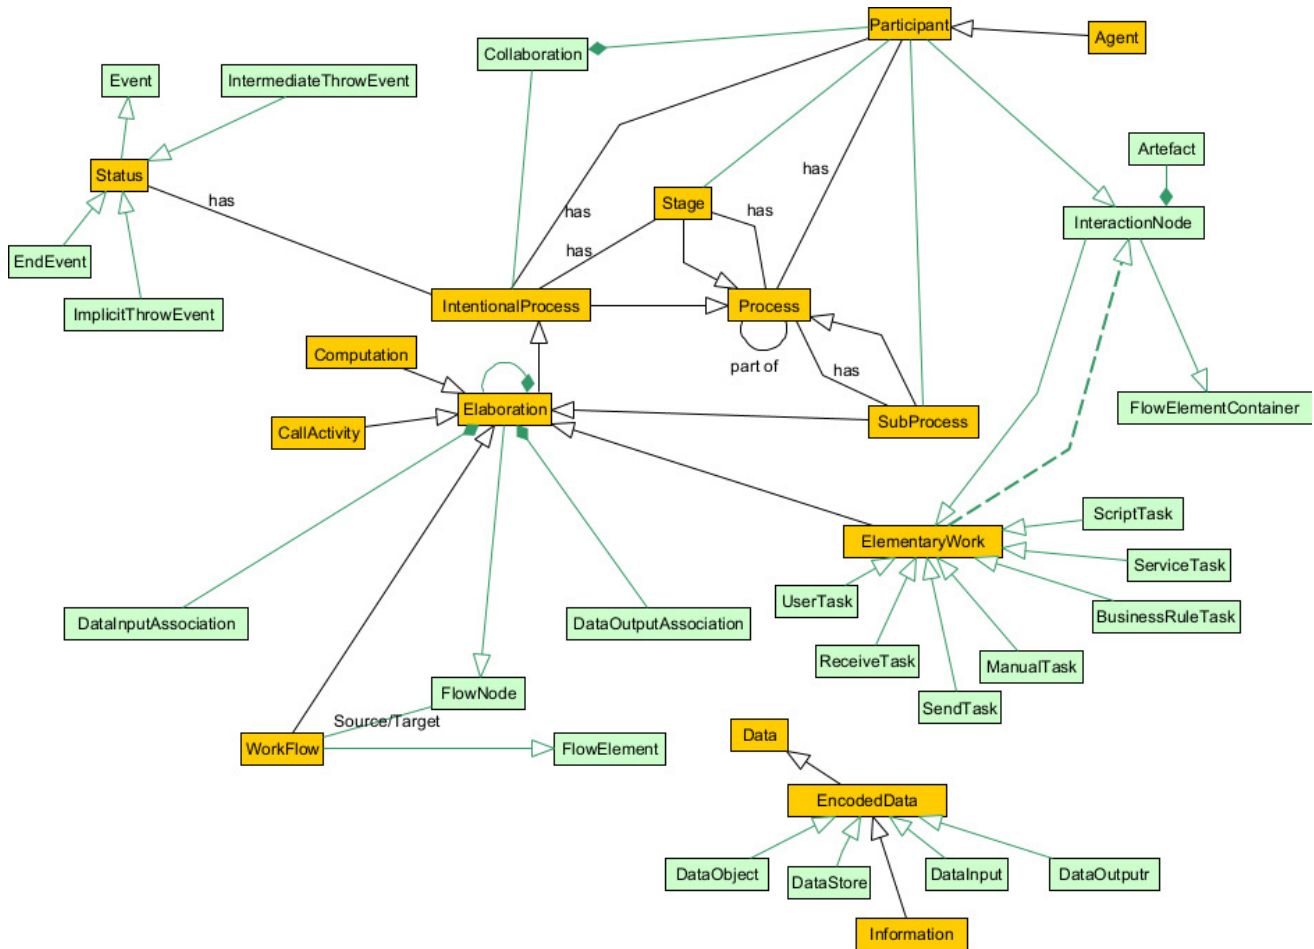 Participant
Agent
Collaboration
Event
IntermediateThrowEvent
Artefact
Status
has
has
Stage
has
has
has
InteractionNode
EndEvent
ImplicitThrowEvent
IntentionalProcess
Process
Computation
part of
has
Elaboration
SubProcess
FlowElementContainer
CallActivity
ScriptTask
ElementaryWork
ServiceTask
UserTask
BusinessRuleTask
DataInputAssociation
DataOutputAssociation
ReceiveTask
ManualTask
FlowNode
SendTask
Source/Target
WorkFlow
FlowElement
Data
EncodedData
DataObject
DataStore
DataInput
DataOutputr
Information